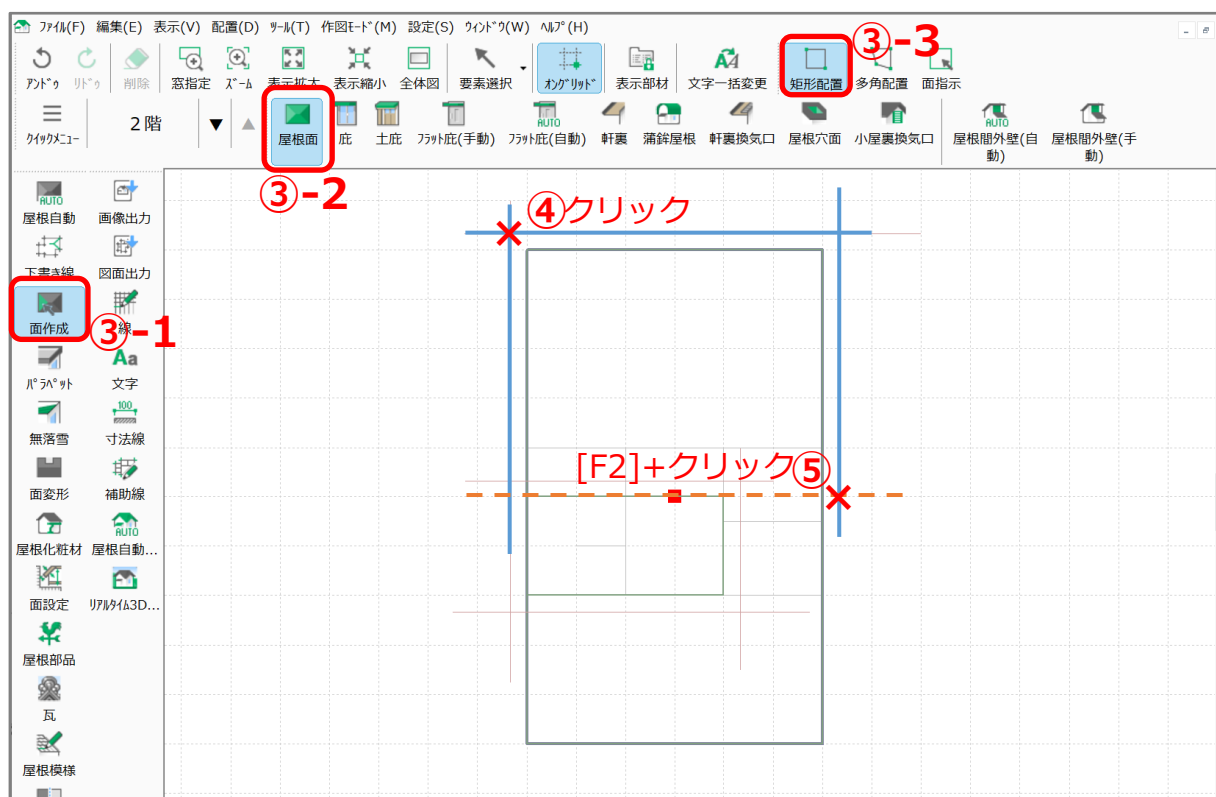 ﾌｧｲﾙ(F) 編集(E) 表示(V) 配置(D) ﾂｰﾙ(T) 作図ﾓｰﾄﾞ(M) 設定(S) ｳｨﾝﾄﾞｳ(W) ﾍﾙﾌﾟ(H)
ｱﾝﾄﾞｩ ﾘﾄﾞｩ 削除 窓指定 ｽﾞｰﾑ 表示拡大 表示縮小 全体図 要素選択 ｵﾝｸﾞﾘｯﾄﾞ 表示部材 文字一括変更 矩形配置 多角配置 面指示
③-3
ｸｲｯｸﾒﾆｭｰ 2階 ▼ ▲ 屋根面 庇 土庇 ﾌﾗｯﾄ庇(手動) ﾌﾗｯﾄ庇(自動) 軒裏 蒲鉾屋根 軒裏換気口 屋根穴面 小屋裏換気口 屋根間外壁(自
動) 屋根間外壁(手
動)
AUTO AUTO
③-2
AUTO
屋根自動 画像出力
下書き線 図面出力
面作成 線
③-1
Aa
ﾊﾟﾗﾍﾟｯﾄ 文字
100
無落雪 寸法線
面変形 補助線
AUTO
屋根化粧材 屋根自動...
面設定 ﾘｱﾙﾀｲﾑ3D...
屋根部品
瓦
屋根模様
④クリック
[F2]+クリック⑤